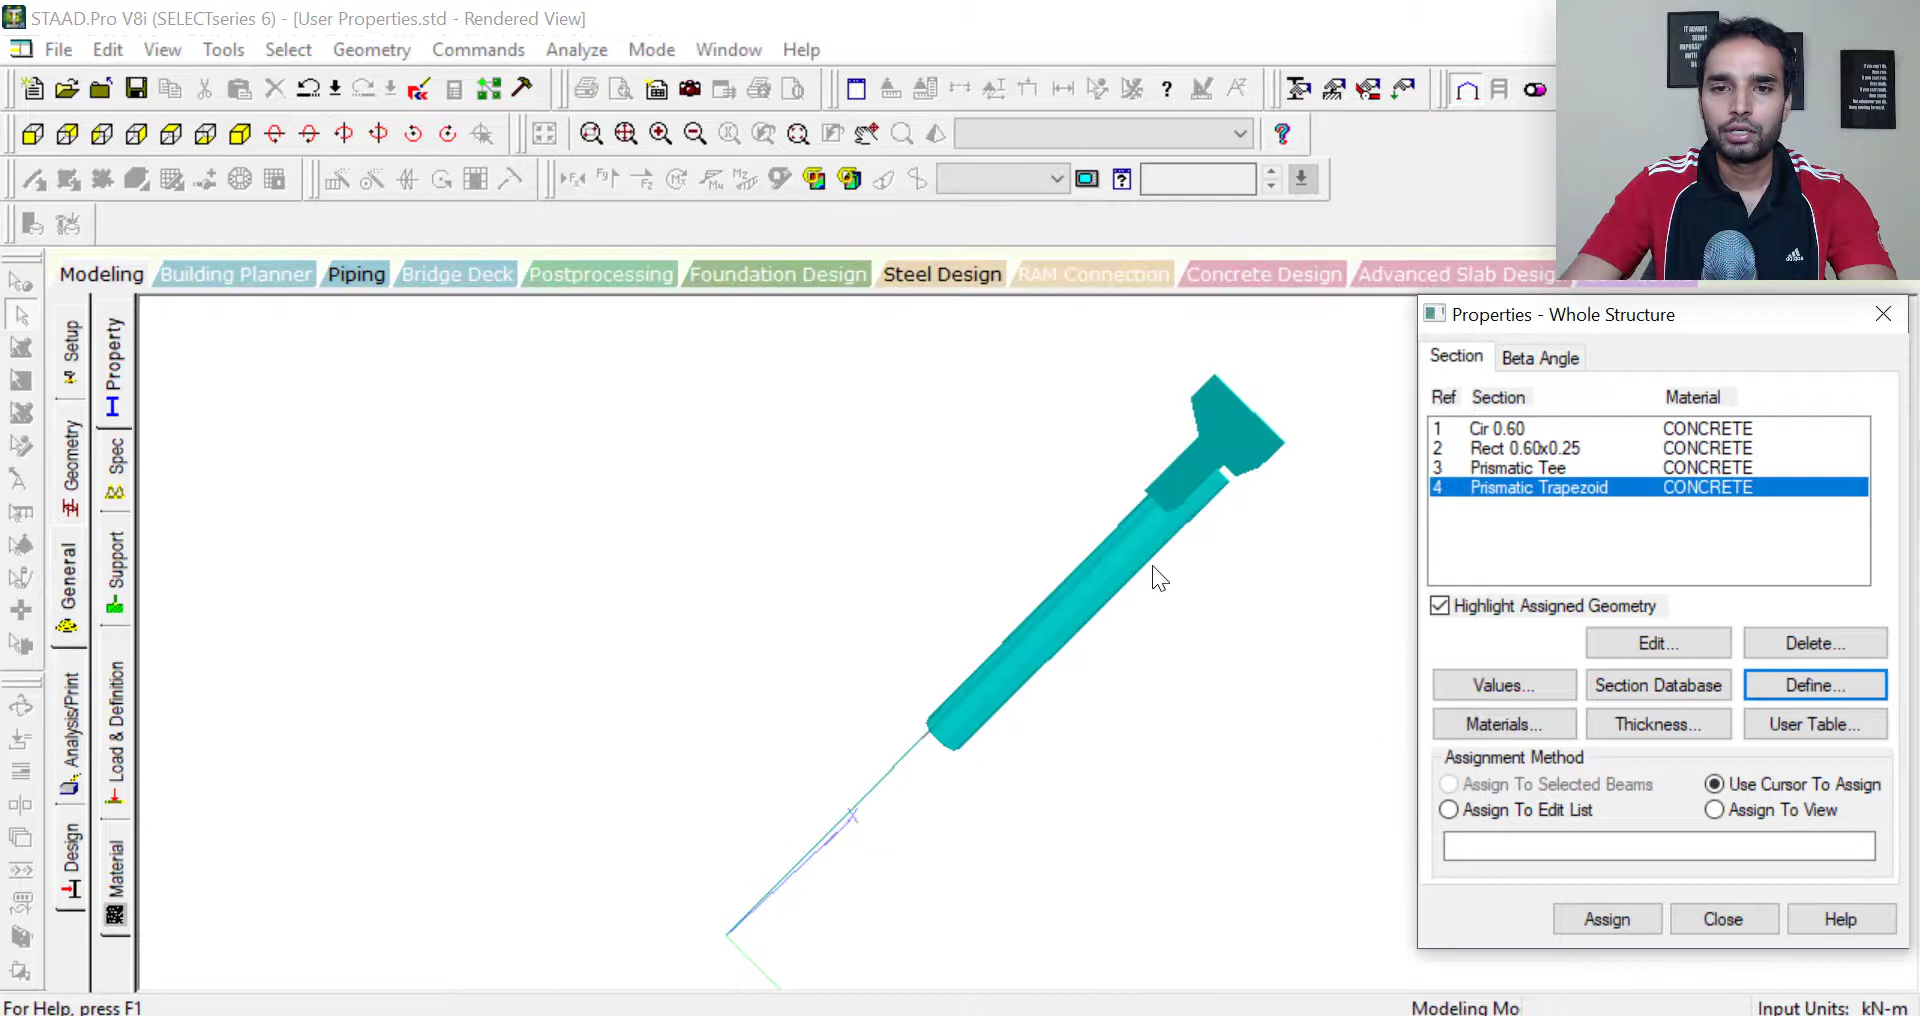 STAAD.Pro V8i (SELECTseries 6) - [User Properties.std - Rendered View]
File Edit View Tools Select Geometry Commands Analyze Mode Window Help
Modeling Building Planner Piping Bridge Deck Postprocessing Foundation Design Steel Design RAM Connection Concrete Design Advanced Slab Desig
Setup
Geometry
General
Analysis/Print
Design
Property
Spec
Support
Load & Definition
Material
X
Properties - Whole Structure
Section Beta Angle
Ref Section Material
1 Cir 0.60 CONCRETE
2 Rect 0.60x0.25 CONCRETE
3 Prismatic Tee CONCRETE
4 Prismatic Trapezoid CONCRETE
Highlight Assigned Geometry
Edit... Delete...
Values... Section Database Define...
Materials... Thickness... User Table...
Assignment Method
Assign To Selected Beams Use Cursor To Assign
Assign To Edit List Assign To View
Assign Close Help
For Help, press F1 Modeling Mo Input Units: kN-m